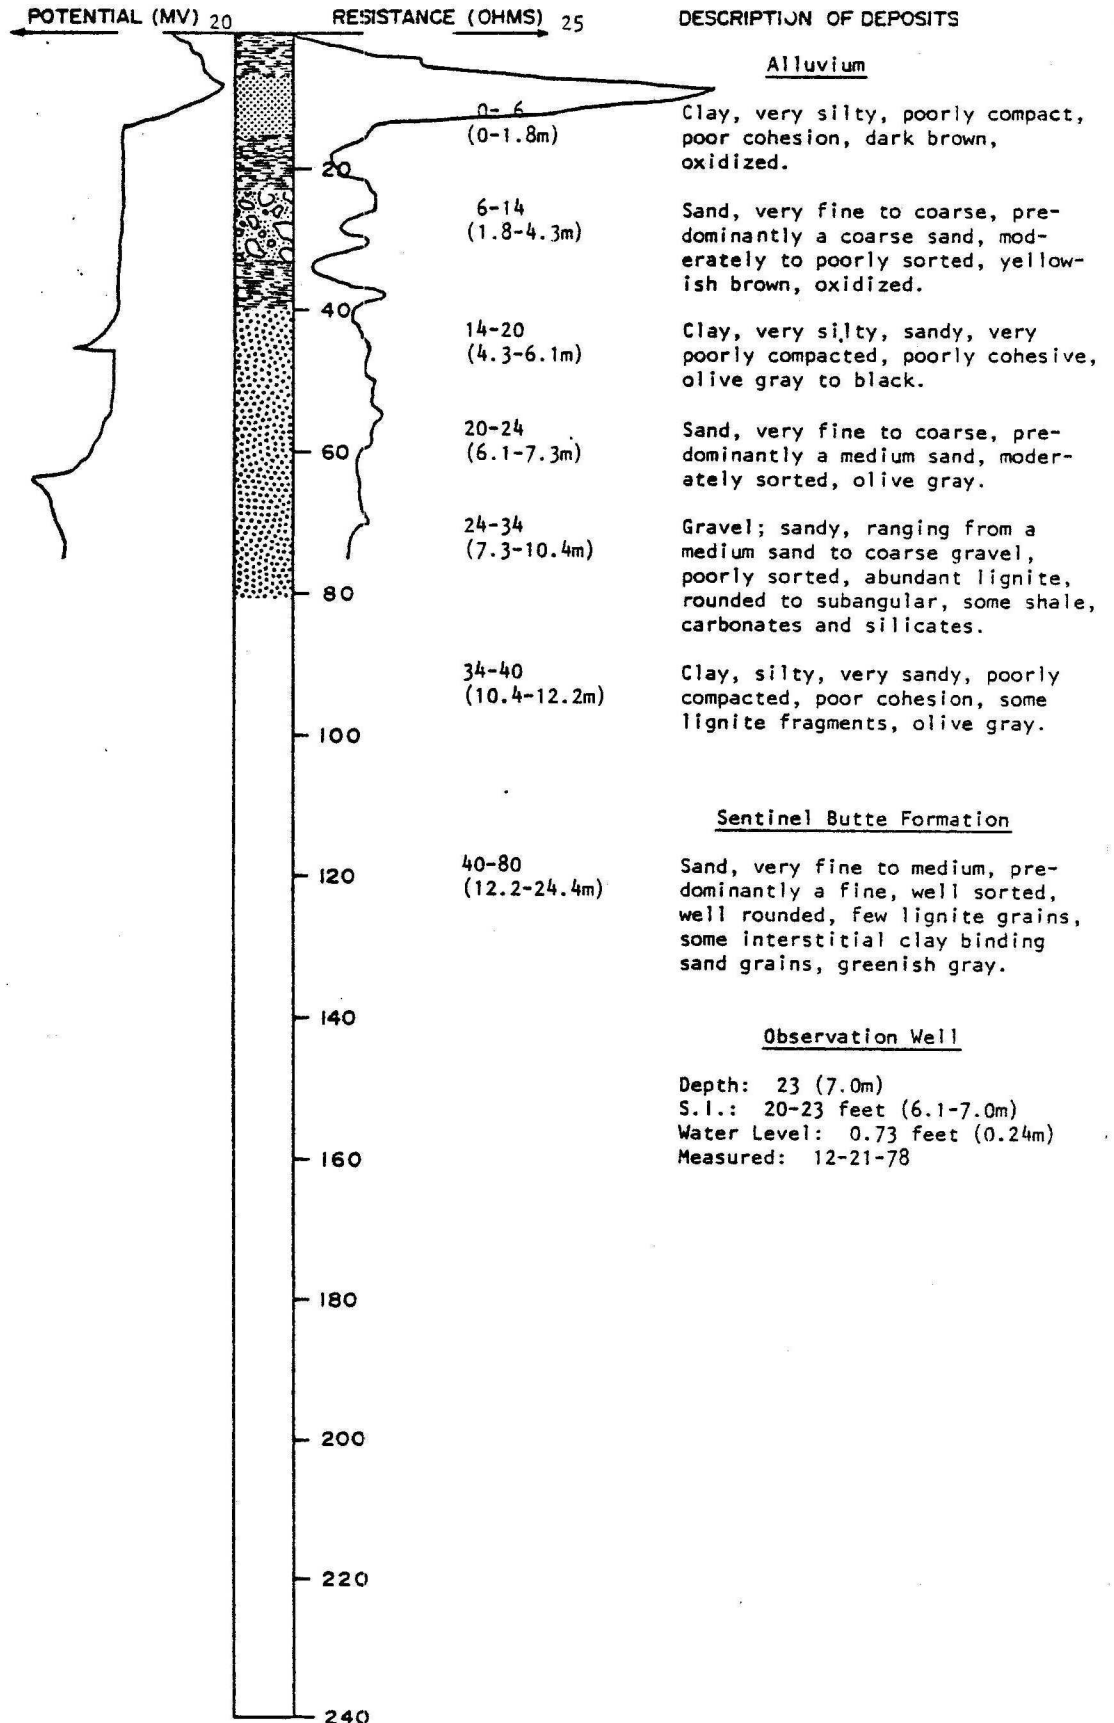 POTENTIAL (MV) 20 RESISTANCE (OHMS) 25 DESCRIPTION OF DEPOSITS
Alluvium
0- 6
(0-1.8m)
Clay, very silty, poorly compact,
poor cohesion, dark brown,
oxidized.
20
6-14
(1.8-4.3m)
Sand, very fine to coarse, pre-
dominantly a coarse sand, mod-
erately to poorly sorted, yellow-
ish brown, oxidized.
40
14-20
(4.3-6.1m)
Clay, very silty, sandy, very
poorly compacted, poorly cohesive,
olive gray to black.
60
20-24
(6.1-7.3m)
Sand, very fine to coarse, pre-
dominantly a medium sand, moder-
ately sorted, olive gray.
80
24-34
(7.3-10.4m)
Gravel; sandy, ranging from a
medium sand to coarse gravel,
poorly sorted, abundant lignite,
rounded to subangular, some shale,
carbonates and silicates.
100
34-40
(10.4-12.2m)
Clay, silty, very sandy, poorly
compacted, poor cohesion, some
lignite fragments, olive gray.
Sentinel Butte Formation
120
40-80
(12.2-24.4m)
Sand, very fine to medium, pre-
dominantly a fine, well sorted,
well rounded, few lignite grains,
some interstitial clay binding
sand grains, greenish gray.
140
Observation Well
Depth: 23 (7.0m)
S.I.: 20-23 feet (6.1-7.0m)
Water Level: 0.73 feet (0.24m)
Measured: 12-21-78
160
180
200
220
240